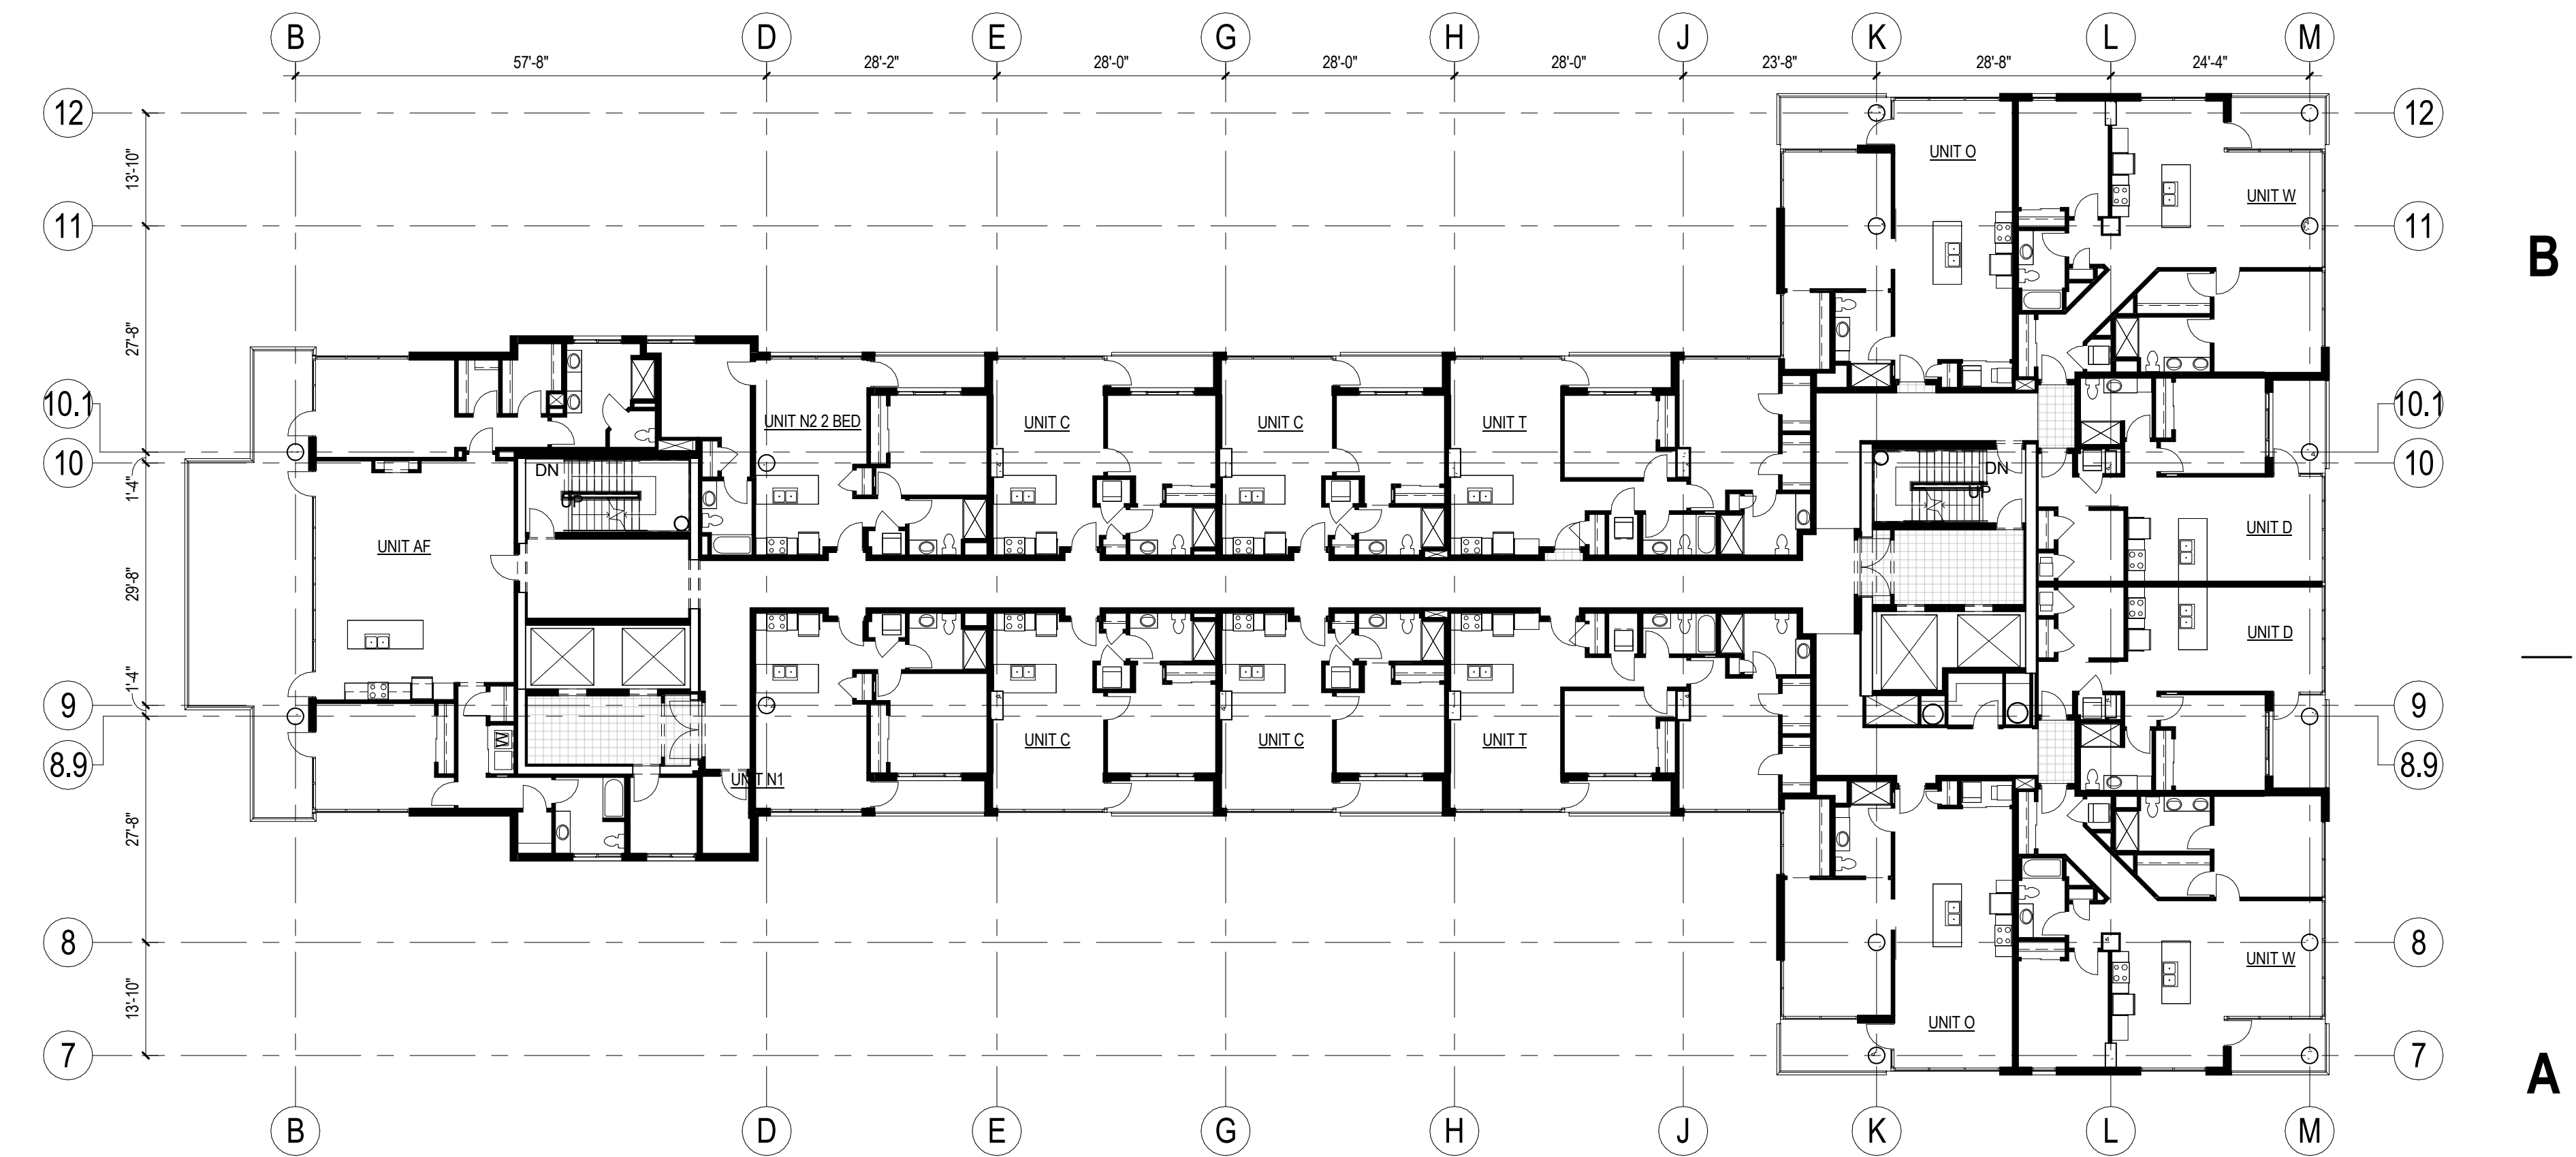 B D E G H J K L M
57'-8" 28'-2" 28'-0" 28'-0" 28'-0" 23'-8" 28'-8" 24'-4"
12 12
13'-10"
UNIT O
UNIT W
11 11
B
27'-8"
10.1 10.1
UNIT N2 2 BED UNIT C UNIT C UNIT T
10 10
DN DN
1'-4"
UP UP
UNIT AF UNIT D
29'-8"
UNIT D
1'-4"
9 9
W
UNIT C UNIT C UNIT T
8.9 8.9
UNIT N1
27'-8"
8 8
UNIT W
13'-10"
UNIT O
7 7
A
B D E G H J K L M